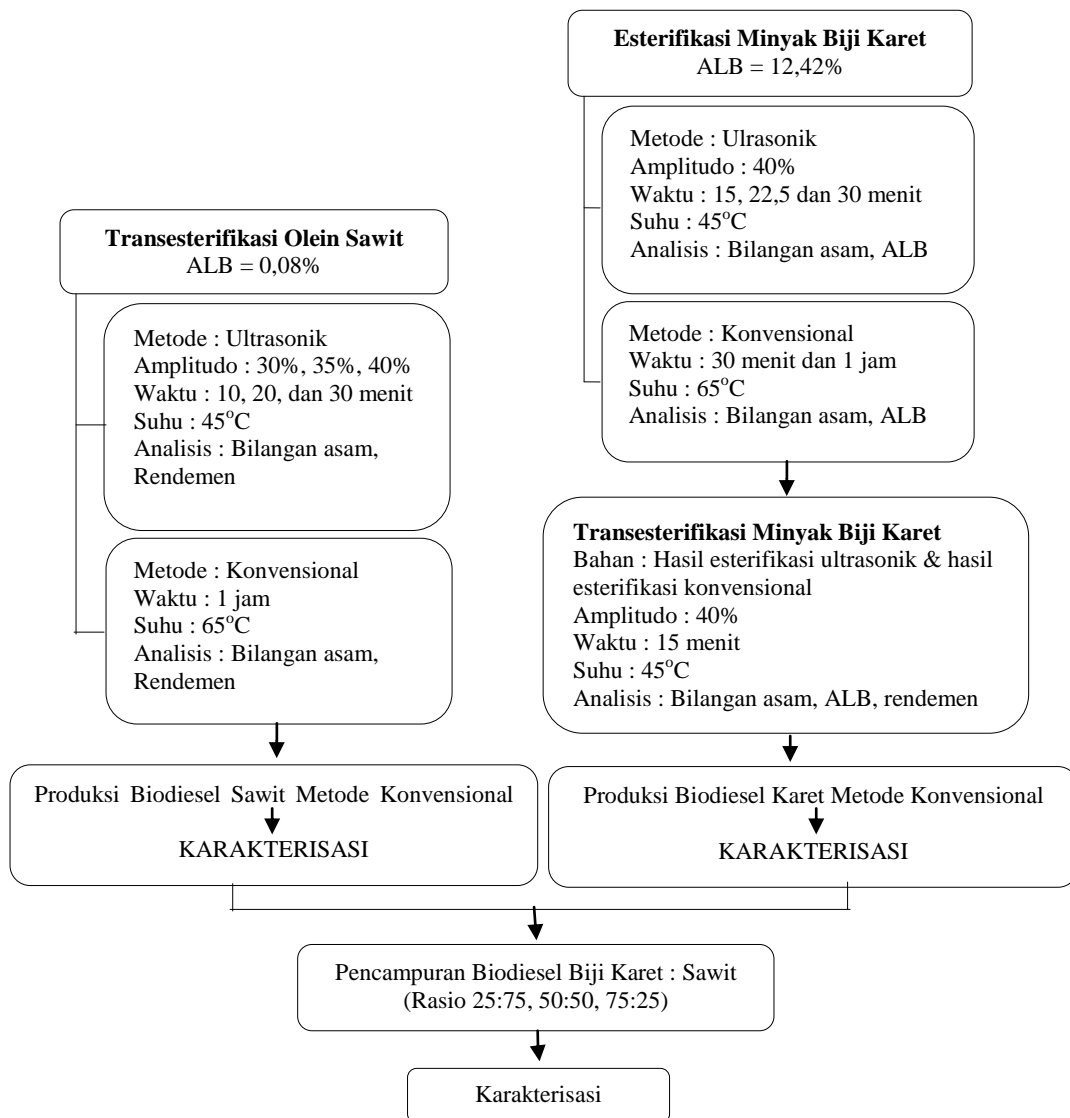 Esterifikasi Minyak Biji Karet
ALB = 12,42%
Metode : Ulrasonik
Amplitudo : 40%
Waktu : 15, 22,5 dan 30 menit
Suhu : 45°C
Analisis : Bilangan asam, ALB
Metode : Konvensional
Waktu : 30 menit dan 1 jam
Suhu : 65°C
Analisis : Bilangan asam, ALB
Transesterifikasi Minyak Biji Karet
Bahan : Hasil esterifikasi ultrasonik & hasil
esterifikasi konvensional
Amplitudo : 40%
Waktu : 15 menit
Suhu : 45°C
Analisis : Bilangan asam, ALB, rendemen
Transesterifikasi Olein Sawit
ALB = 0,08%
Metode : Ultrasonik
Amplitudo : 30%, 35%, 40%
Waktu : 10, 20, dan 30 menit
Suhu : 45°C
Analisis : Bilangan asam,
Rendemen
Metode : Konvensional
Waktu : 1 jam
Suhu : 65°C
Analisis : Bilangan asam,
Rendemen
Produksi Biodiesel Sawit Metode Konvensional
KARAKTERISASI
Produksi Biodiesel Karet Metode Konvensional
KARAKTERISASI
Pencampuran Biodiesel Biji Karet : Sawit
(Rasio 25:75, 50:50, 75:25)
Karakterisasi